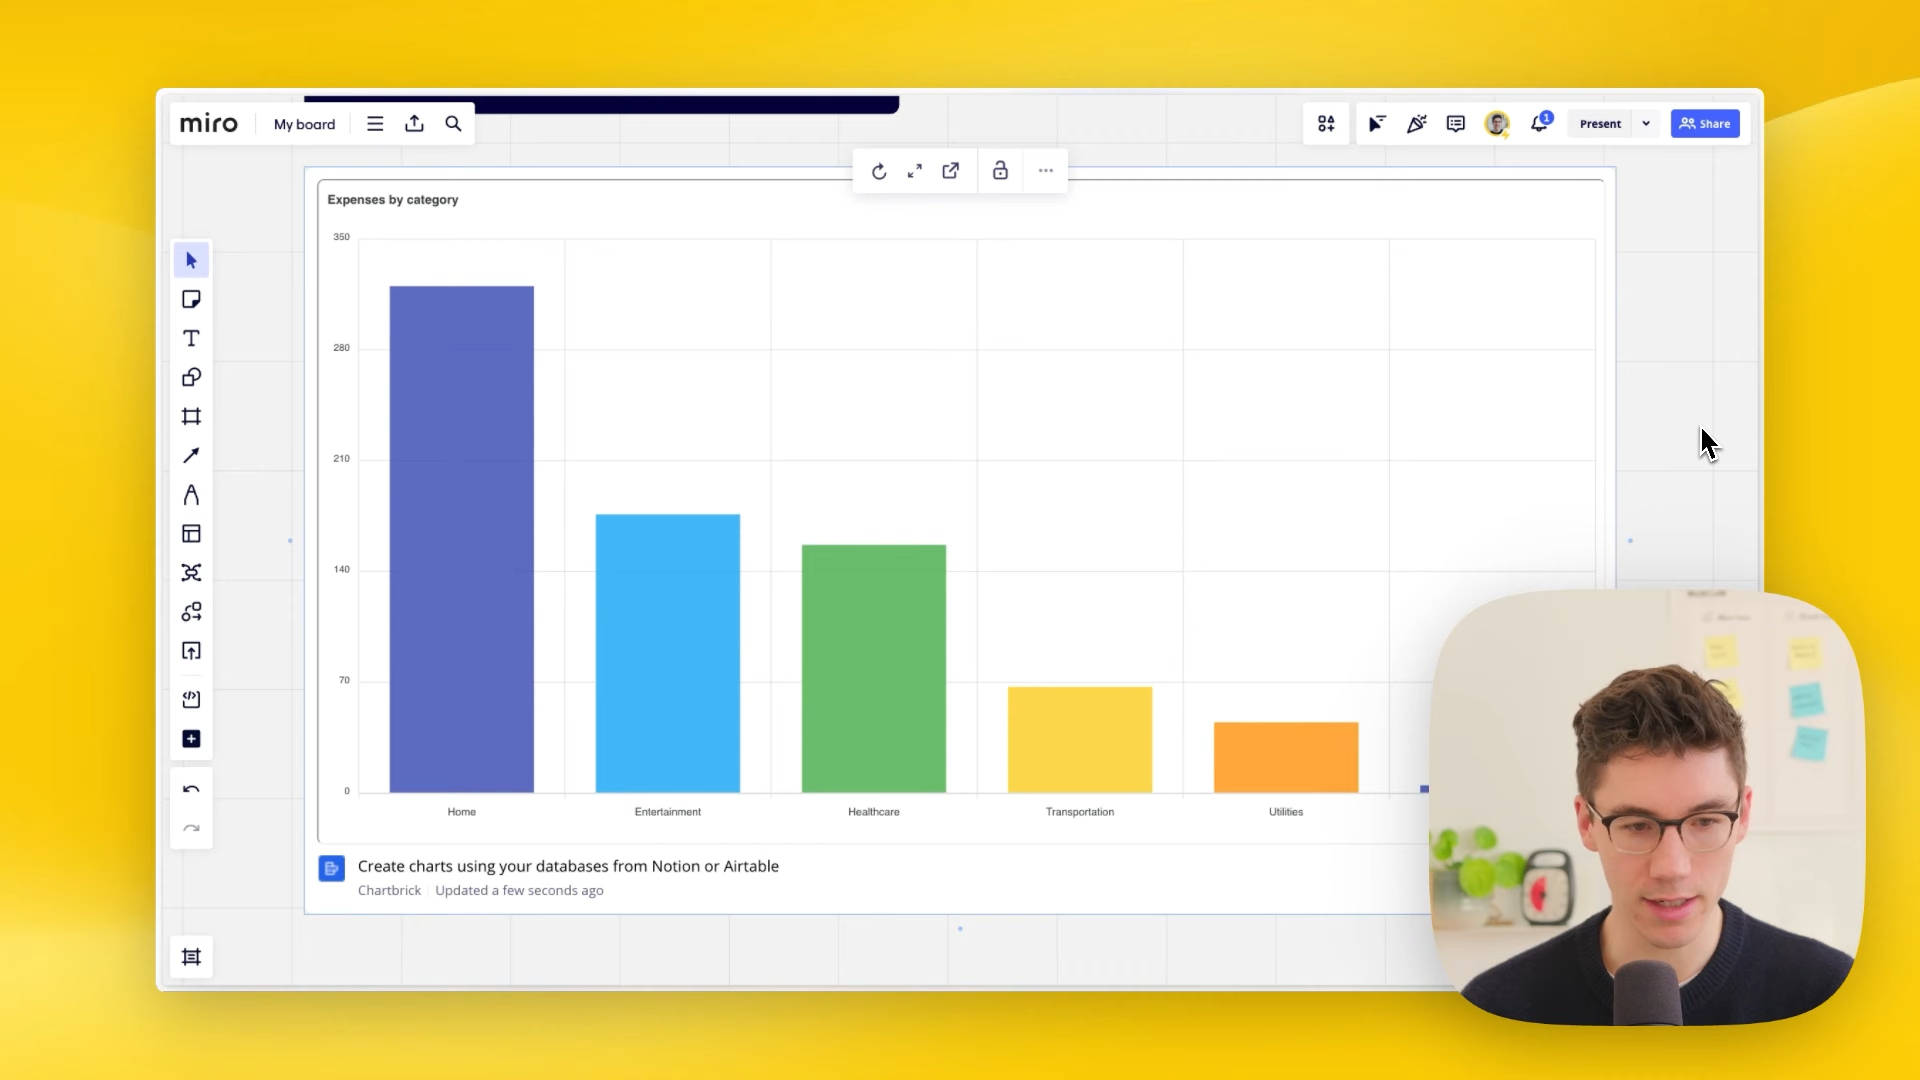 miro
My board
1
Present
Share
Expenses by category
350
280
210
140
70
0
Home
Entertainment
Healthcare
Transportation
Utilities
Create charts using your databases from Notion or Airtable
Chartbrick
Updated a few seconds ago